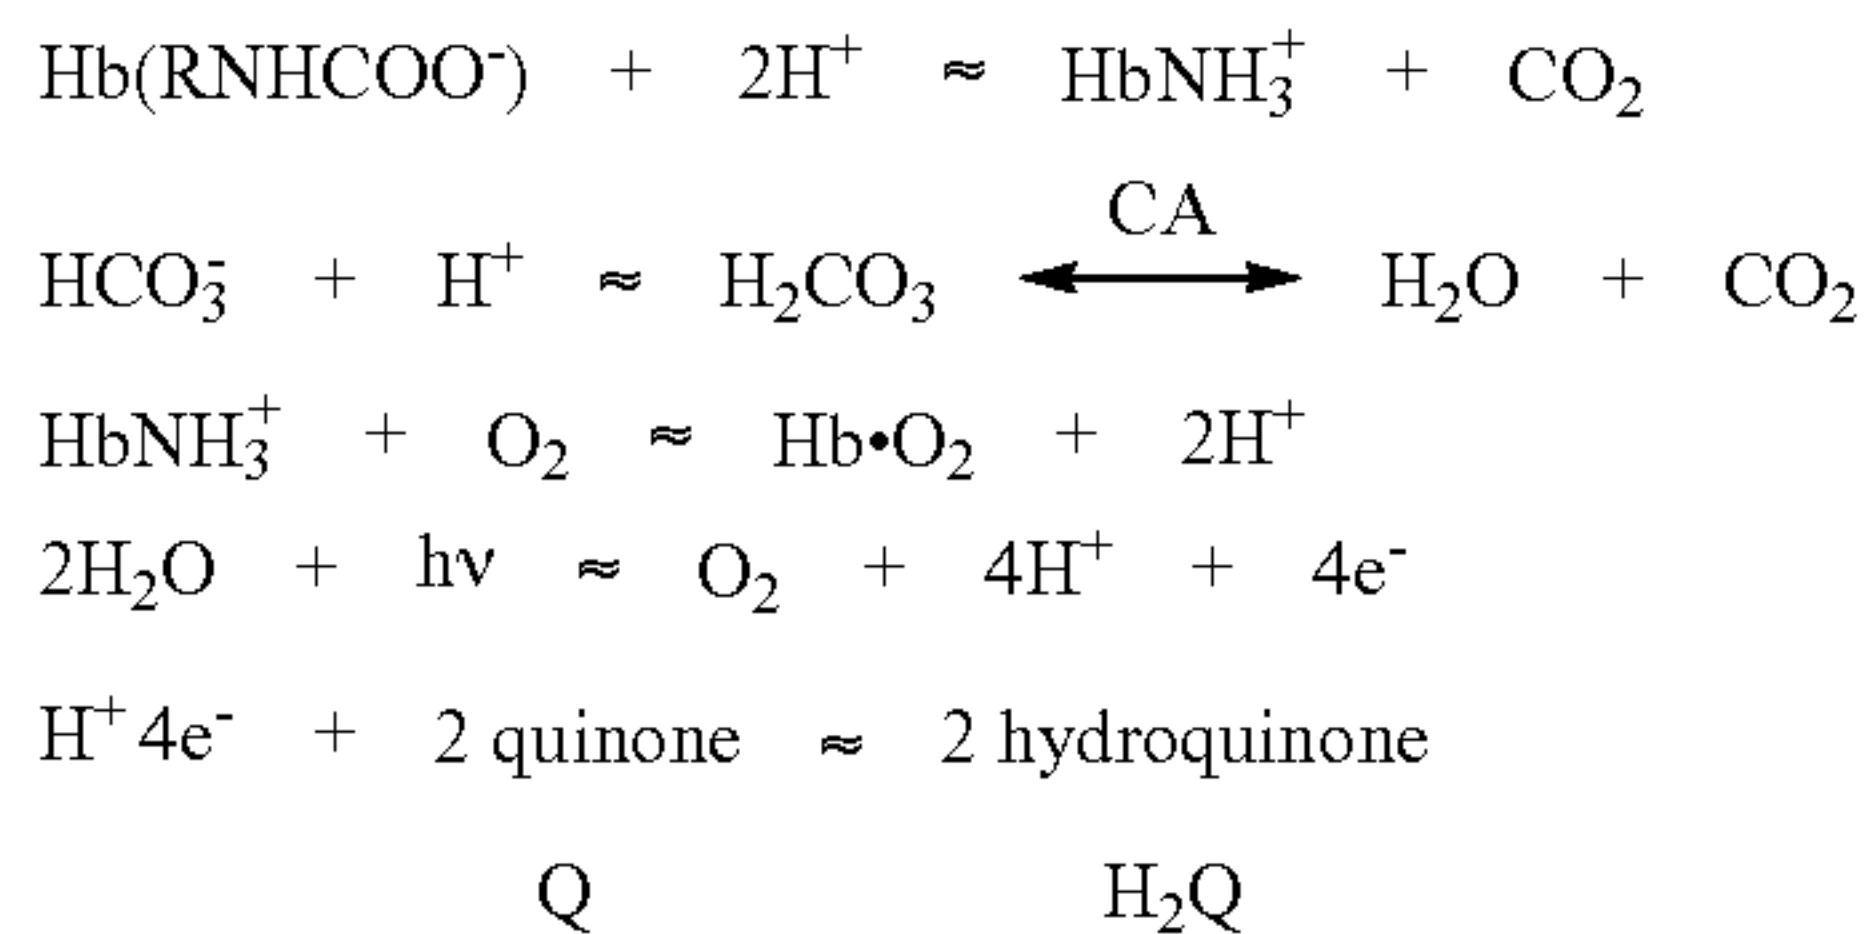 Hb(RNHCOO⁻) + 2H⁺ ≈ HbNH₃⁺ + CO₂
CA
HCO₃⁻ + H⁺ ≈ H₂CO₃ ⟷ H₂O + CO₂
HbNH₃⁺ + O₂ ≈ Hb•O₂ + 2H⁺
2H₂O + hν ≈ O₂ + 4H⁺ + 4e⁻
H⁺ 4e⁻ + 2 quinone ≈ 2 hydroquinone
Q H₂Q